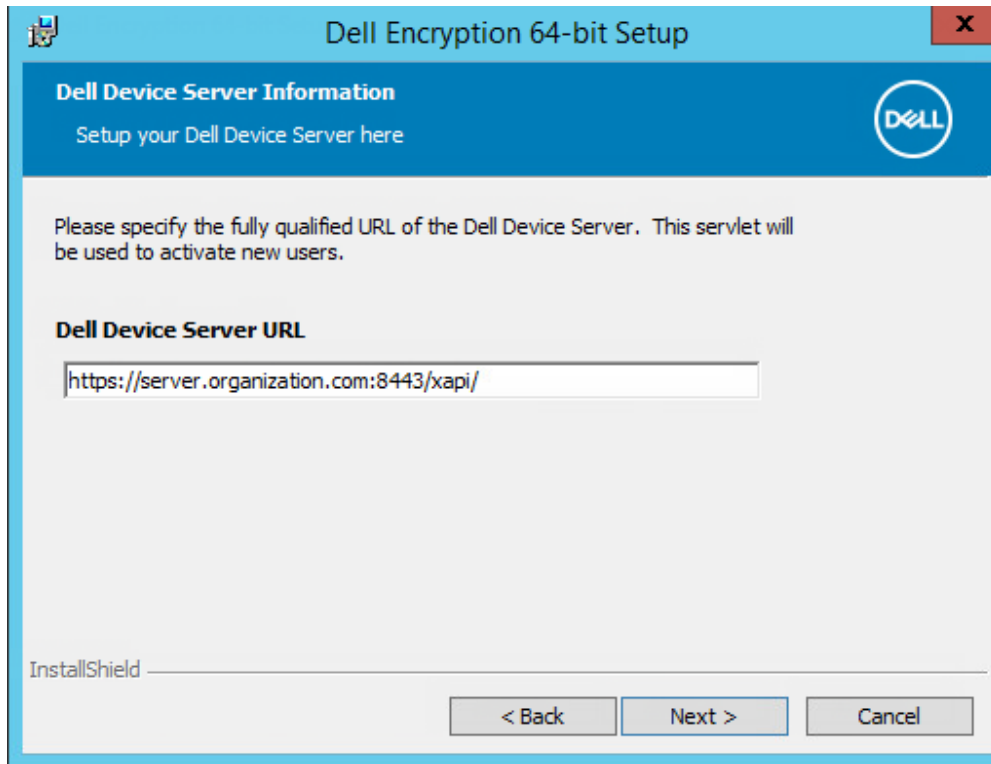 Dell Encryption 64-bit Setup
x
Dell Device Server Information
Setup your Dell Device Server here
DELL
Please specify the fully qualified URL of the Dell Device Server.  This servlet will
be used to activate new users.
Dell Device Server URL
https://server.organization.com:8443/xapi/
InstallShield
< Back
Next >
Cancel